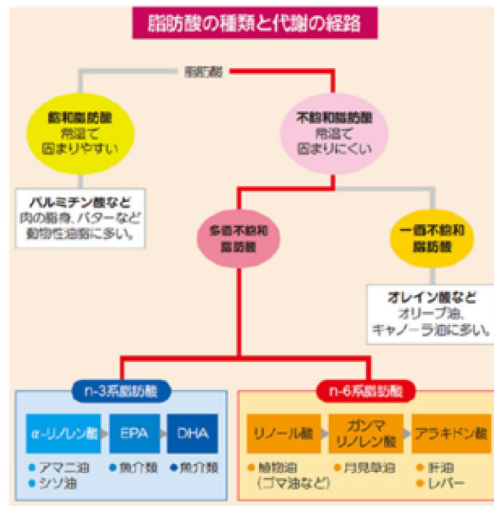 脂肪酸の種類と代謝の経路
脂肪酸
飽和脂肪酸
常温で
固まりやすい
不飽和脂肪酸
常温で
固まりにくい
パルミチン酸など
肉の脂身、バターなど
動物性油脂に多い。
多価不飽和
脂肪酸
一価不飽和
脂肪酸
オレイン酸など
オリーブ油、
キャノーラ油に多い。
n-3系脂肪酸
α-リノレン酸
EPA
DHA
アマニ油
シソ油
魚介類
魚介類
n-6系脂肪酸
リノール酸
ガンマ
リノレン酸
アラキドン酸
植物油
(ゴマ油など)
月見草油
肝油
レバー